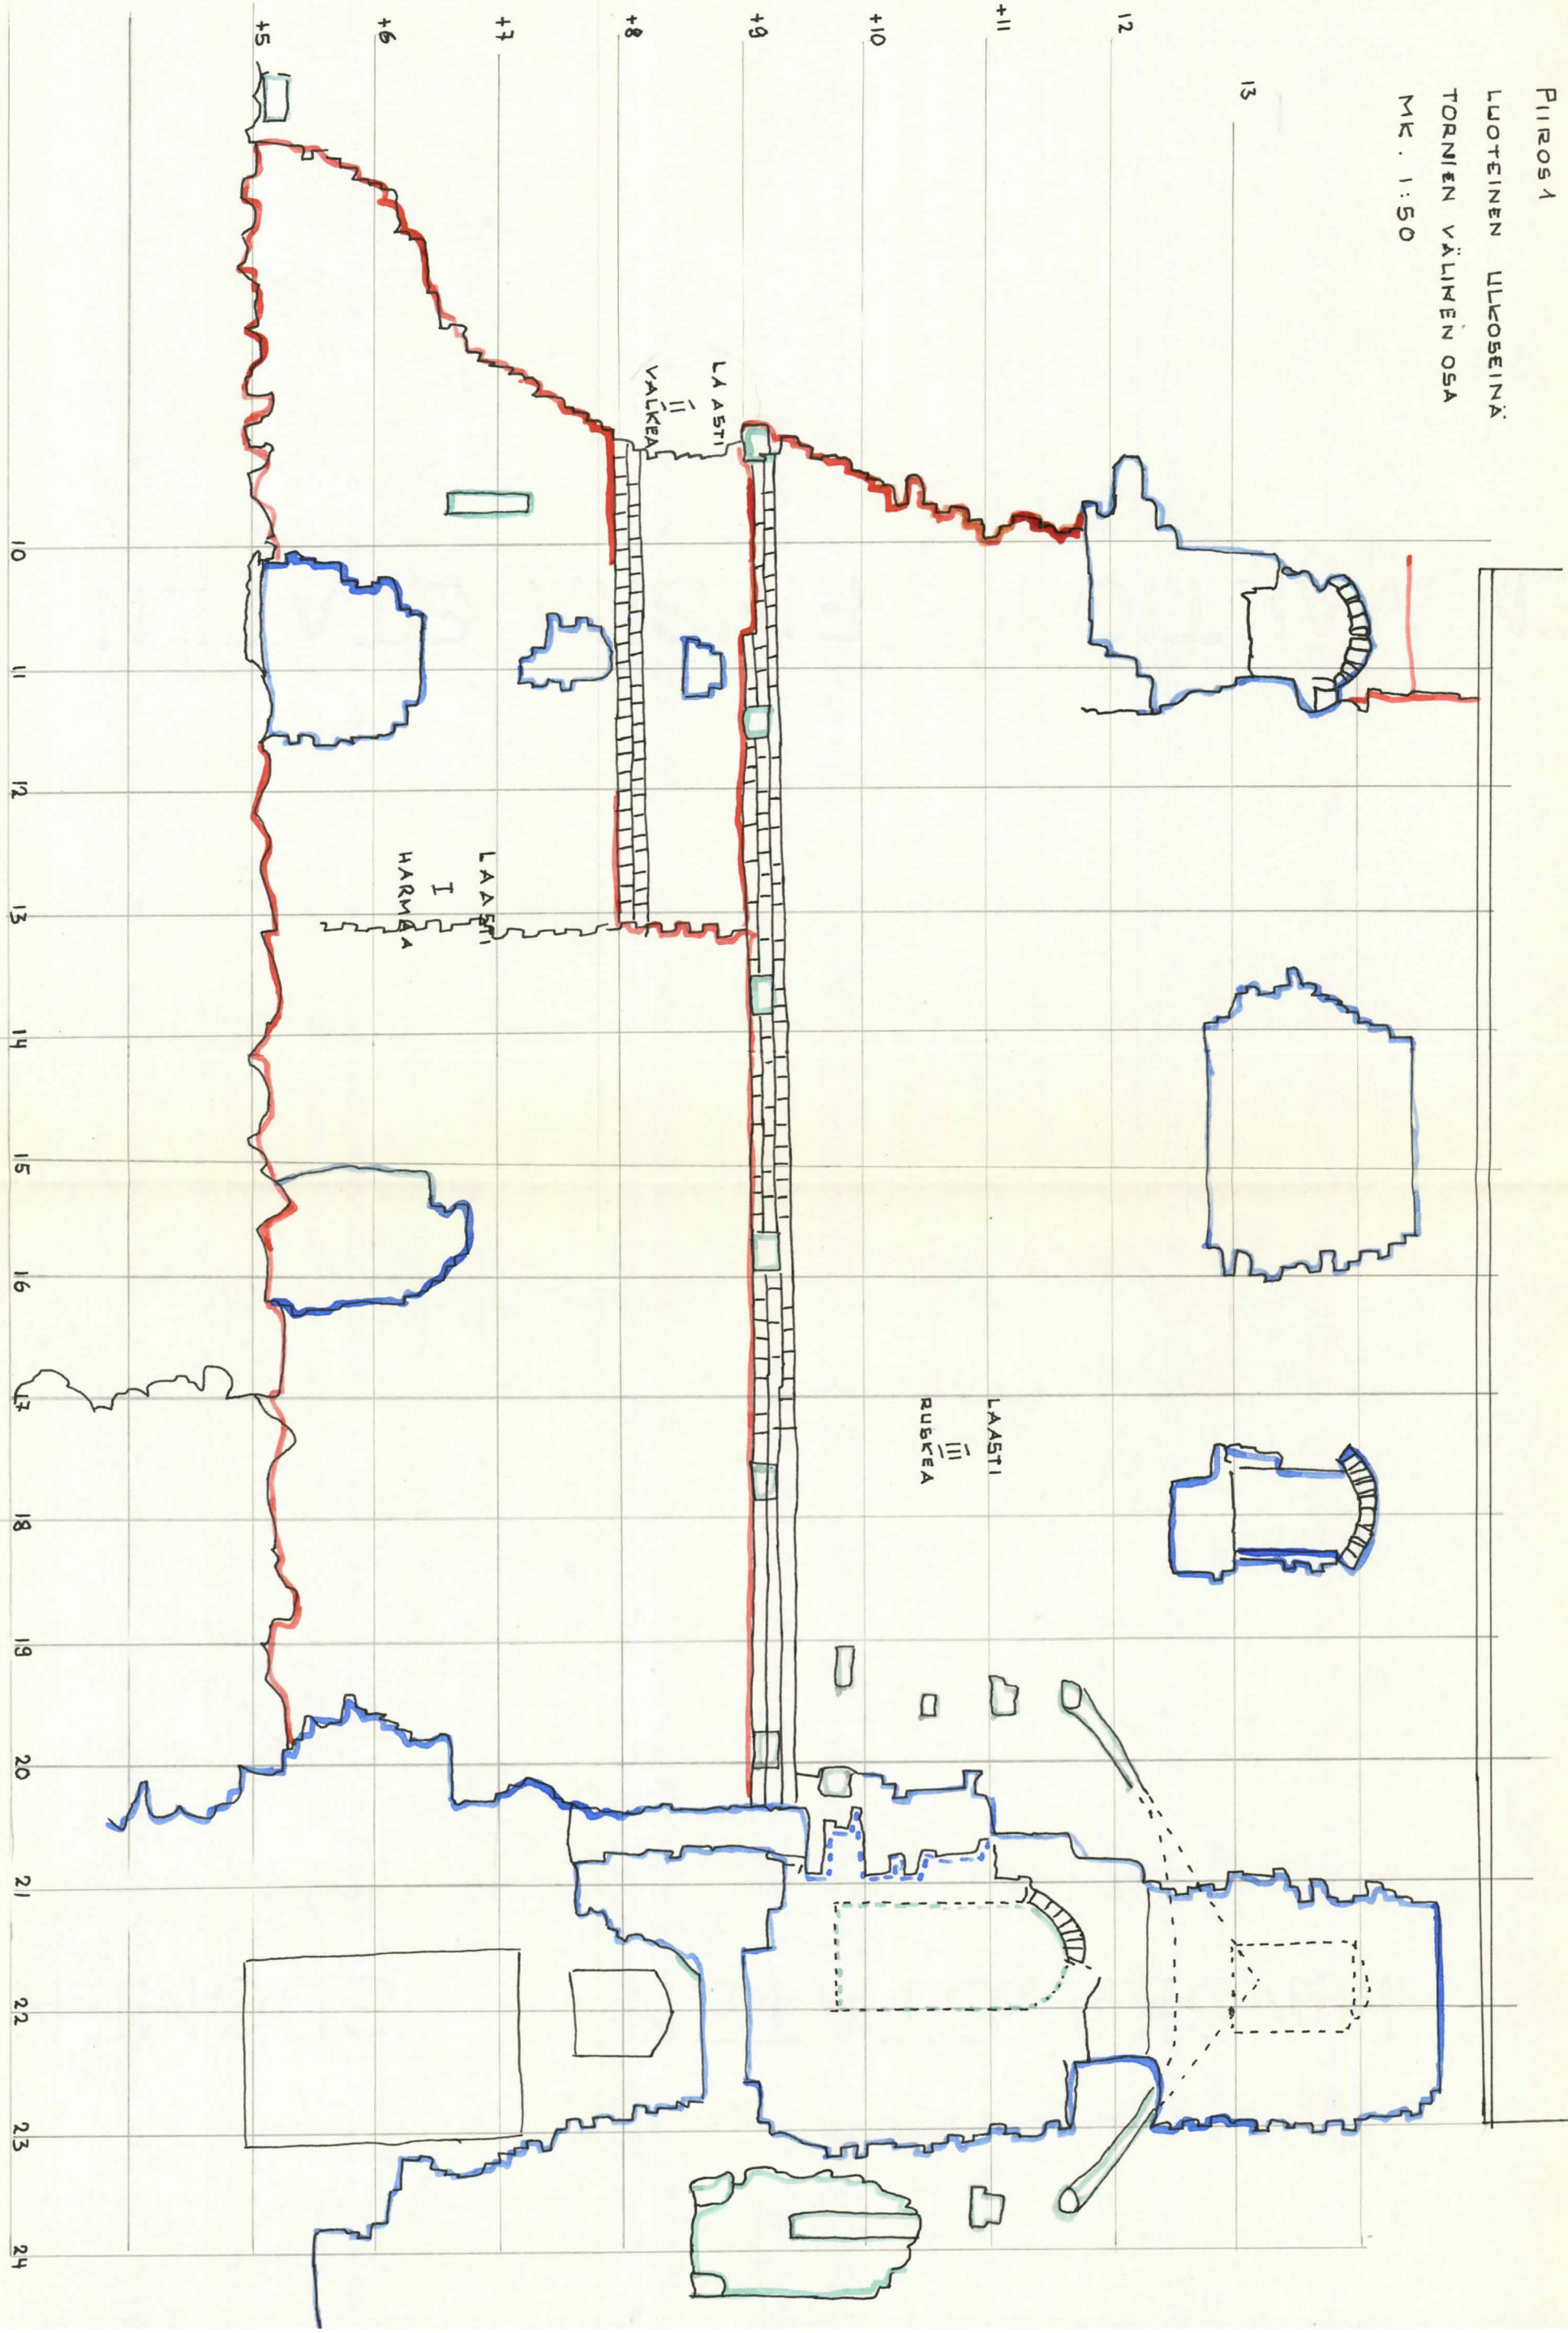 PIIROS 1
LUOTEINEN ULKOSEINÄ
TORNIEN VÄLINEN OSA
MK. 1:50
13
12
+11
+10
+9
+8
+7
+6
+5
LAASTI
II
VALKEA
LAASTI
I
HARMAA
LAASTI
III
RUSKEA
10
11
12
13
14
15
16
17
18
19
20
21
22
23
24